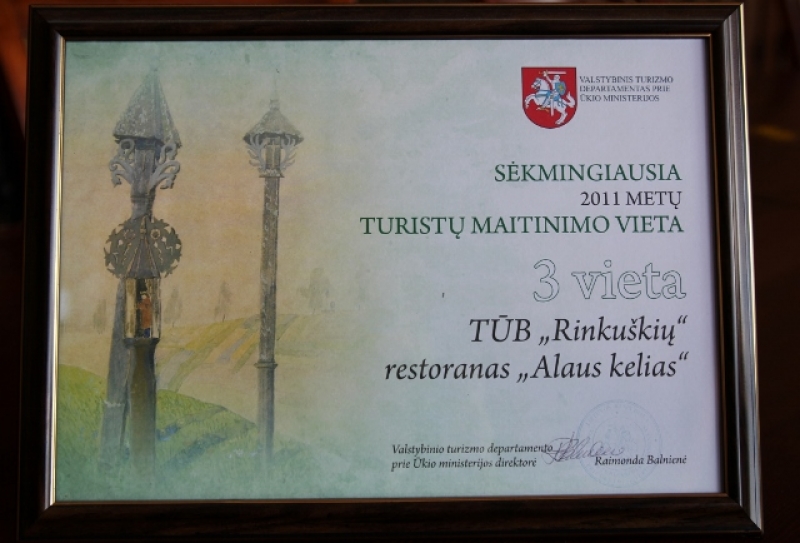 VALSTYBINIS TURIZMO
DEPARTAMENTAS PRIE
ŪKIO MINISTERIJOS
SĖKMINGIAUSIA
2011 METŲ
TURISTŲ MAITINIMO VIETA
3 vieta
TŪB „Rinkuškių“
restoranas „Alaus kelias“
Valstybinio turizmo departamento
prie Ūkio ministerijos direktorė Raimonda Balnienė